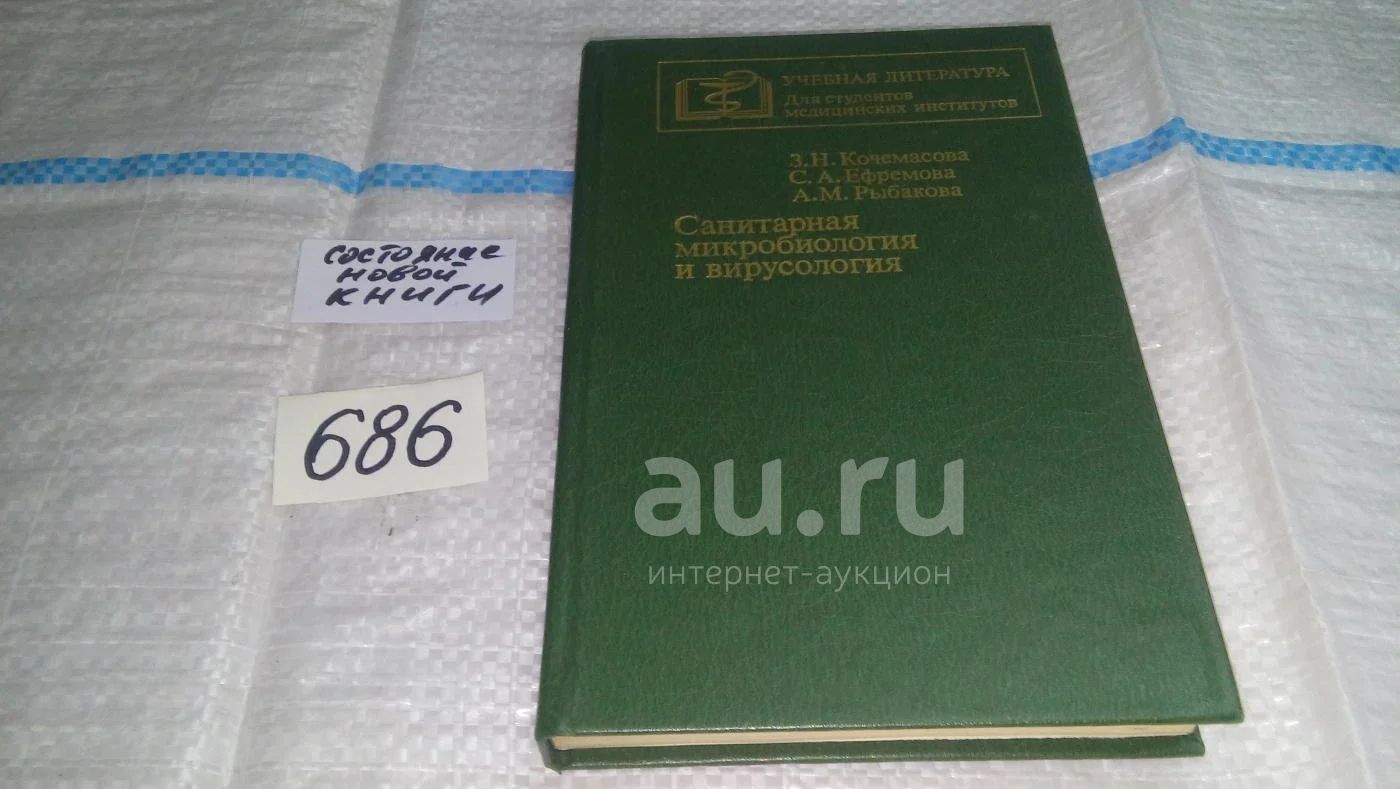 УЧЕБНАЯ ЛИТЕРАТУРА
Для студентов
медицинских институтов
З.Н. Кочемасова
С.А. Ефремова
А.М. Рыбакова
Санитарная
микробиология
и вирусология
состояние
новой
книги
686
au.ru
интернет-аукцион